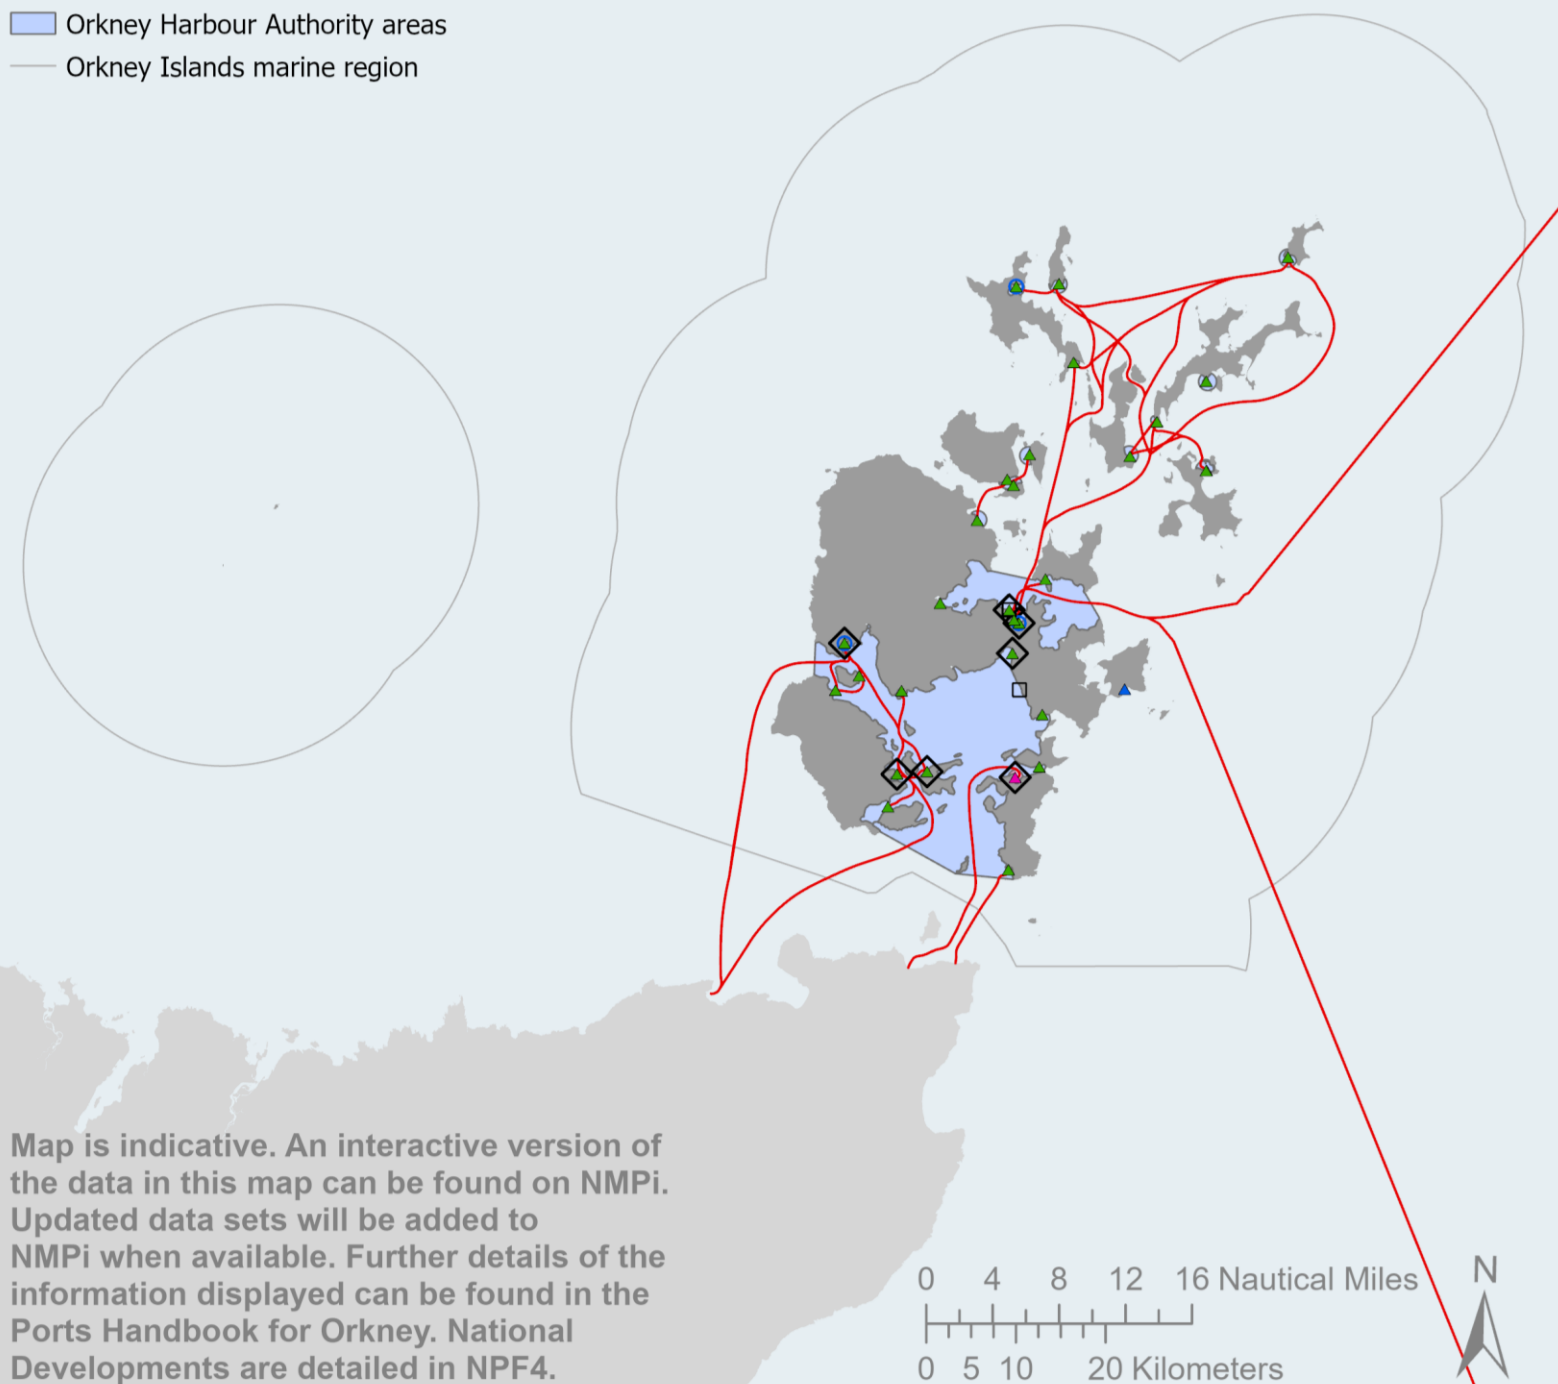 Orkney Harbour Authority areas
Orkney Islands marine region
Map is indicative. An interactive version of
the data in this map can be found on NMPi.
Updated data sets will be added to
NMPi when available. Further details of the
information displayed can be found in the
Ports Handbook for Orkney. National
Developments are detailed in NPF4.
0 4 8 12 16 Nautical Miles
0 5 10 20 Kilometers
N